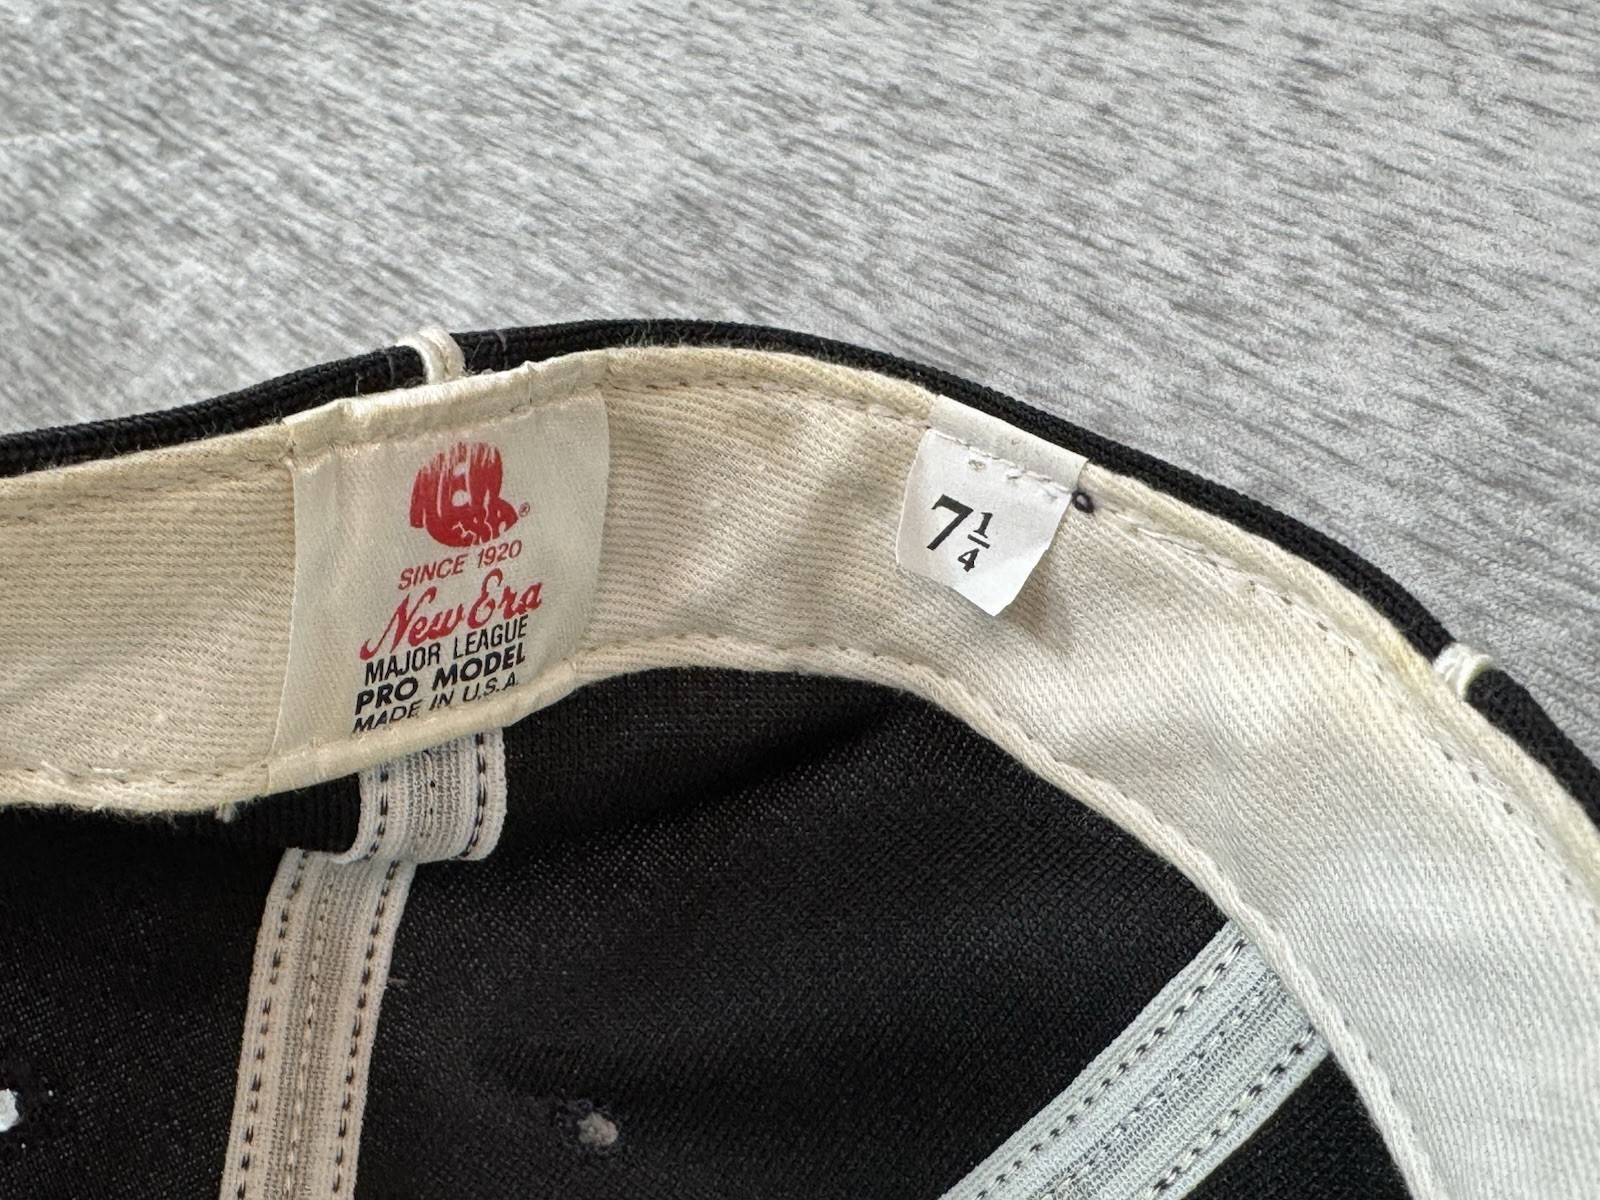 NEW
ERA®
SINCE 1920
New Era
MAJOR LEAGUE
PRO MODEL
MADE IN U.S.A.
7 1/4